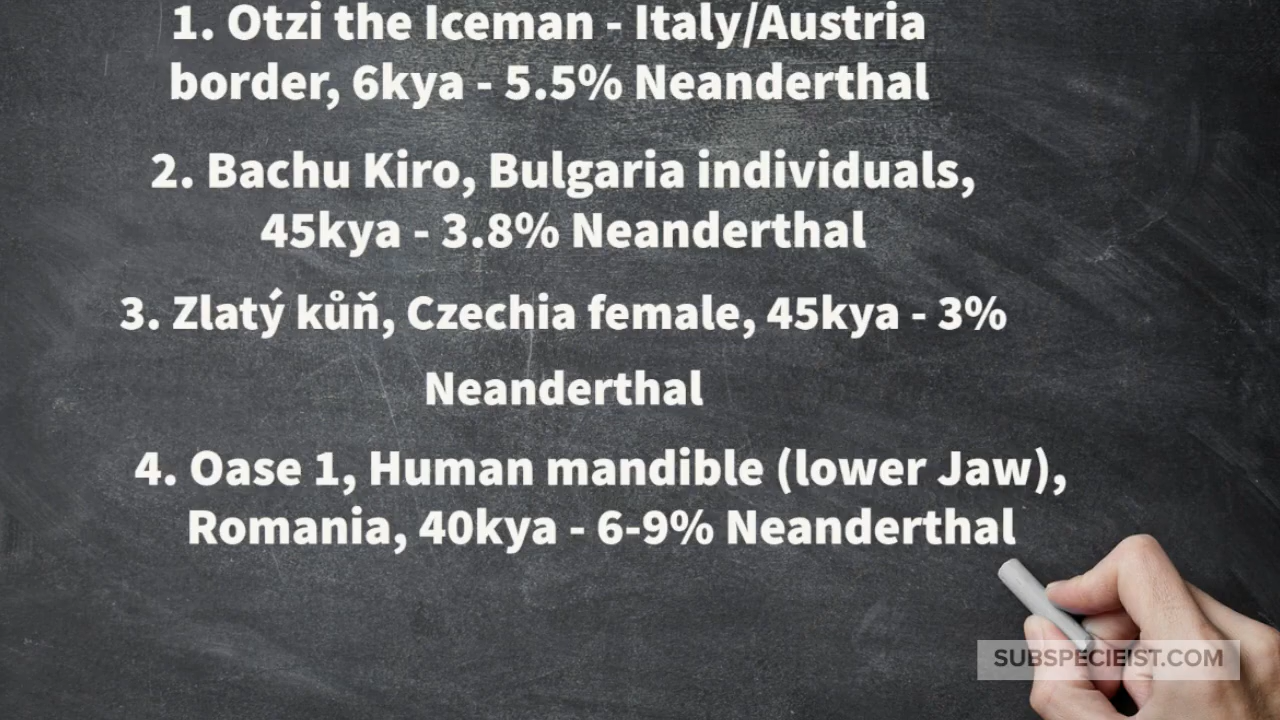 1. Otzi the Iceman - Italy/Austria
border, 6kya - 5.5% Neanderthal
2. Bachu Kiro, Bulgaria individuals,
45kya - 3.8% Neanderthal
3. Zlatý kůň, Czechia female, 45kya - 3%
Neanderthal
4. Oase 1, Human mandible (lower Jaw),
Romania, 40kya - 6-9% Neanderthal
SUBSPECIEIST.COM